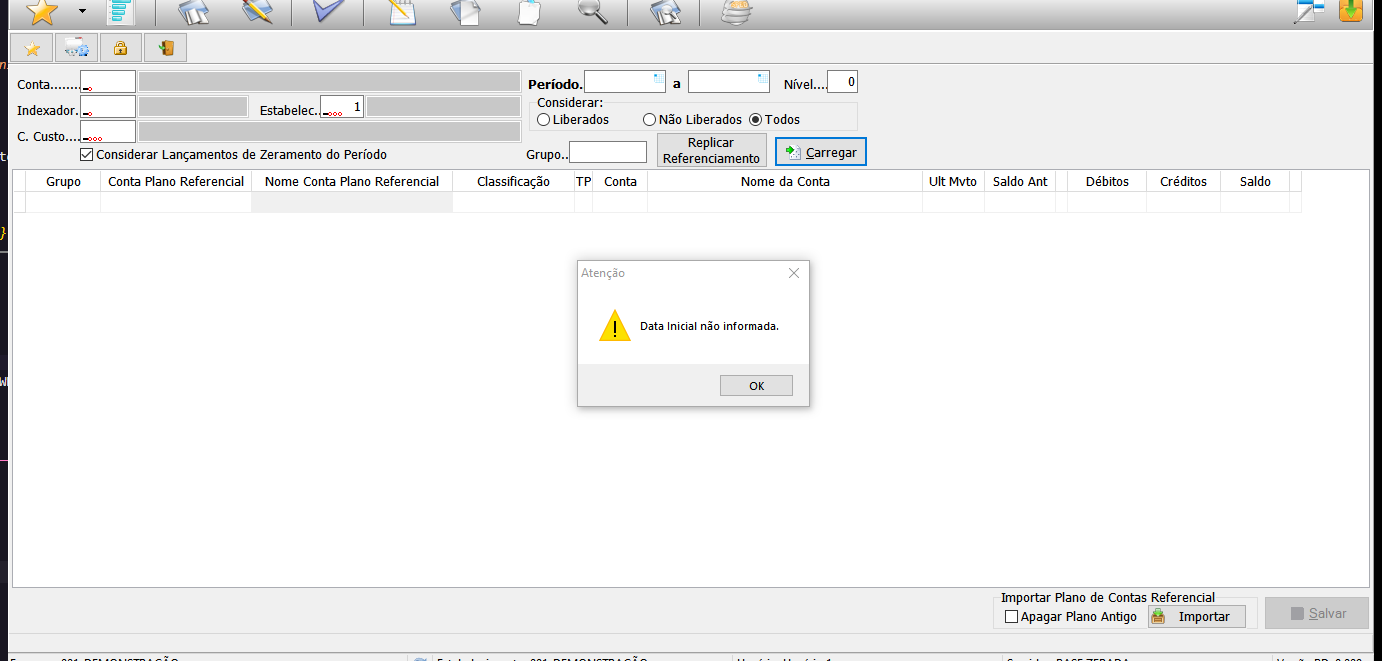 Conta........
Período.
a
Nível....
0
Indexador.
Estabelec..
1
Considerar:
Liberados
Não Liberados
Todos
C. Custo....
Considerar Lançamentos de Zeramento do Período
Grupo..
Replicar
Referenciamento
Carregar
Grupo Conta Plano Referencial Nome Conta Plano Referencial Classificação TP Conta Nome da Conta Ult Mvto Saldo Ant Débitos Créditos Saldo
Atenção
Data Inicial não informada.
OK
Importar Plano de Contas Referencial
Apagar Plano Antigo
Importar
Salvar